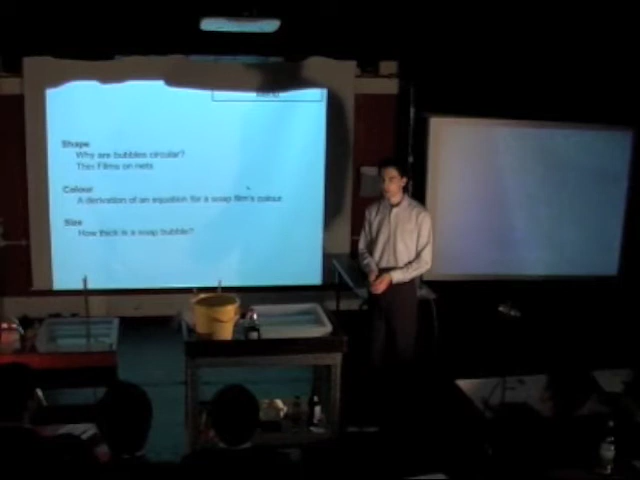 Menu
Shape
Why are bubbles circular?
Thin Films on nets
Colour
A derivation of an equation for a soap film's colour
Size
How thick is a soap bubble?